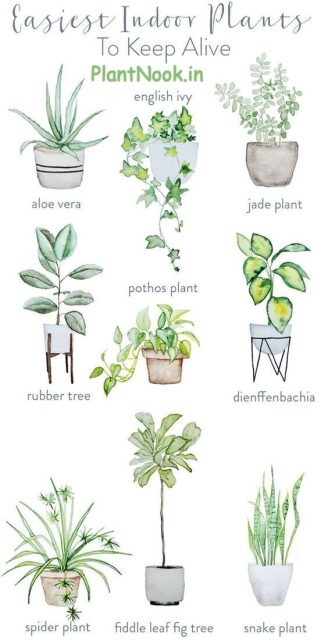 Easiest Indoor Plants
To Keep Alive
PlantNook.in
english ivy
aloe vera
jade plant
pothos plant
rubber tree
dienffenbachia
spider plant
fiddle leaf fig tree
snake plant